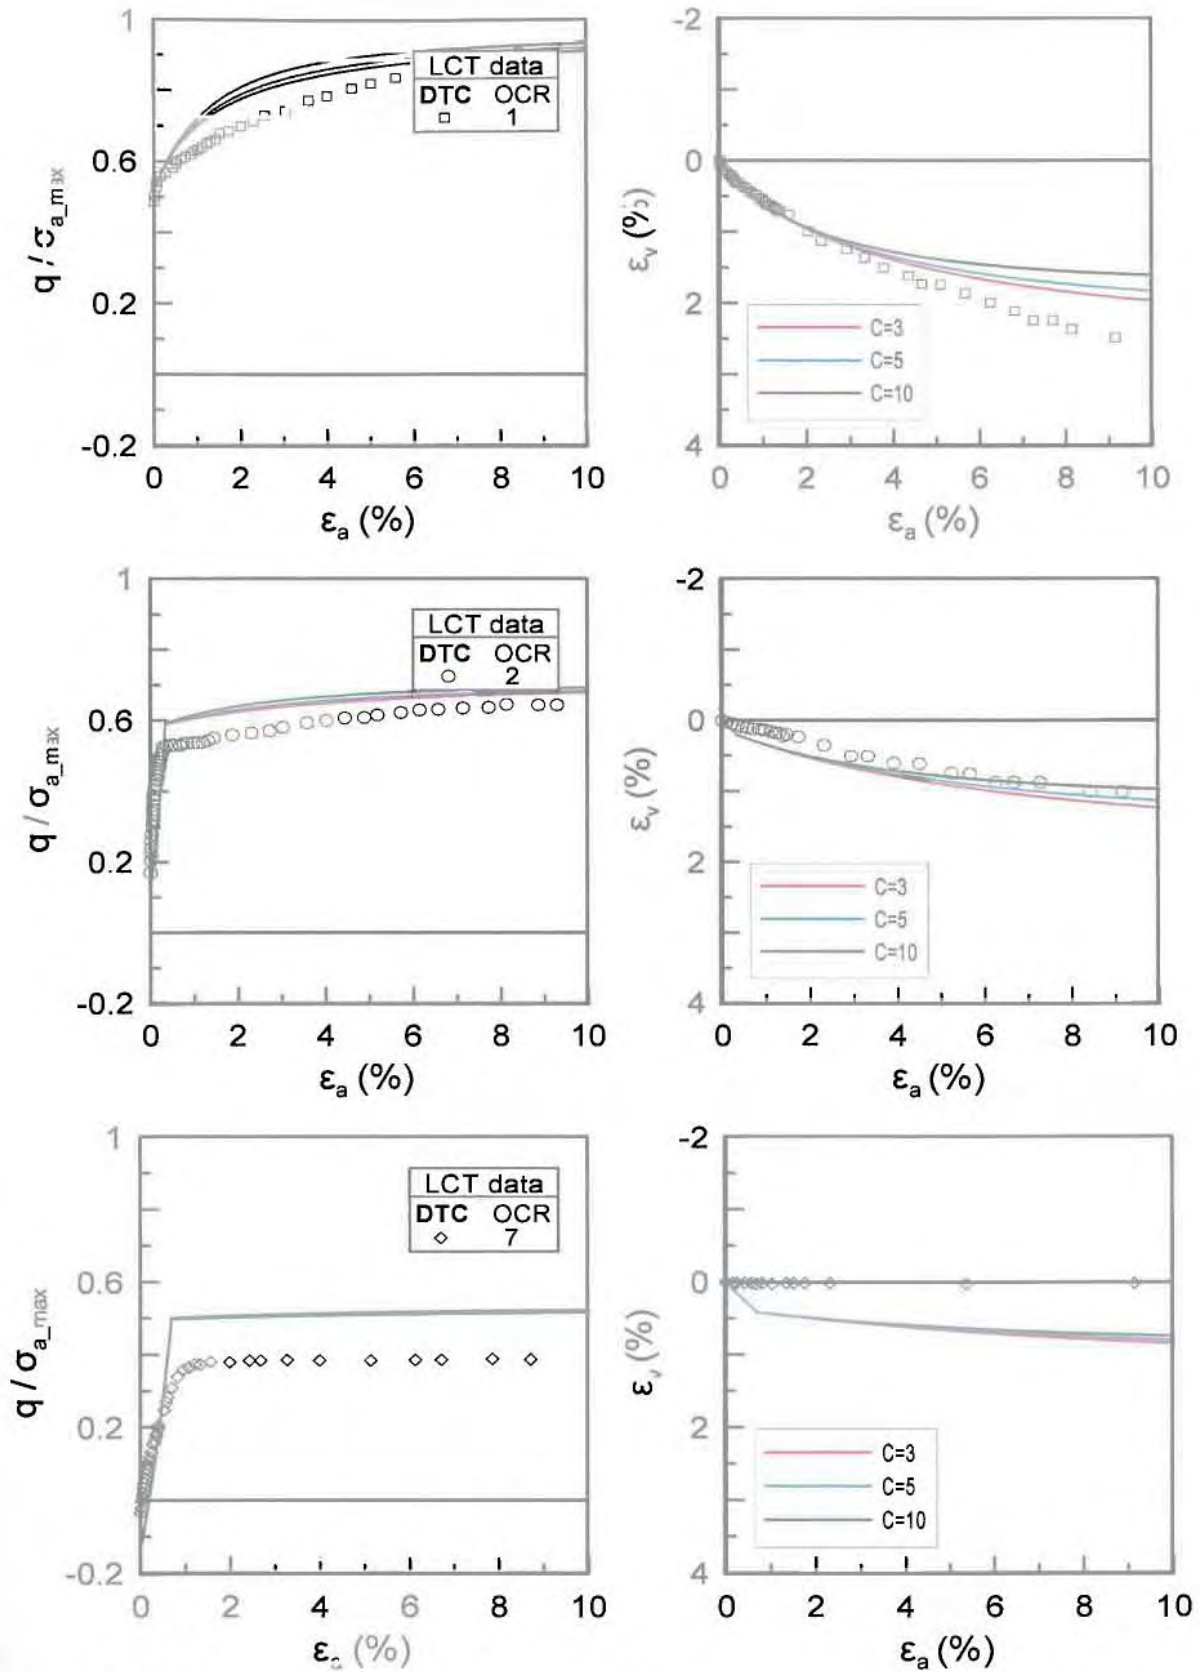 1
0.6
0.2
-0.2
q / σa_max
0 2 4 6 8 10
εa (%)
LCT data
DTC OCR
1
-2
0
2
4
εv (%)
0 2 4 6 8 10
εa (%)
C=3
C=5
C=10
1
0.6
0.2
-0.2
q / σa_max
0 2 4 6 8 10
εa (%)
LCT data
DTC OCR
2
-2
0
2
4
εv (%)
0 2 4 6 8 10
εa (%)
C=3
C=5
C=10
1
0.6
0.2
-0.2
q / σa_max
0 2 4 6 8 10
εa (%)
LCT data
DTC OCR
7
-2
0
2
4
εv (%)
0 2 4 6 8 10
εa (%)
C=3
C=5
C=10